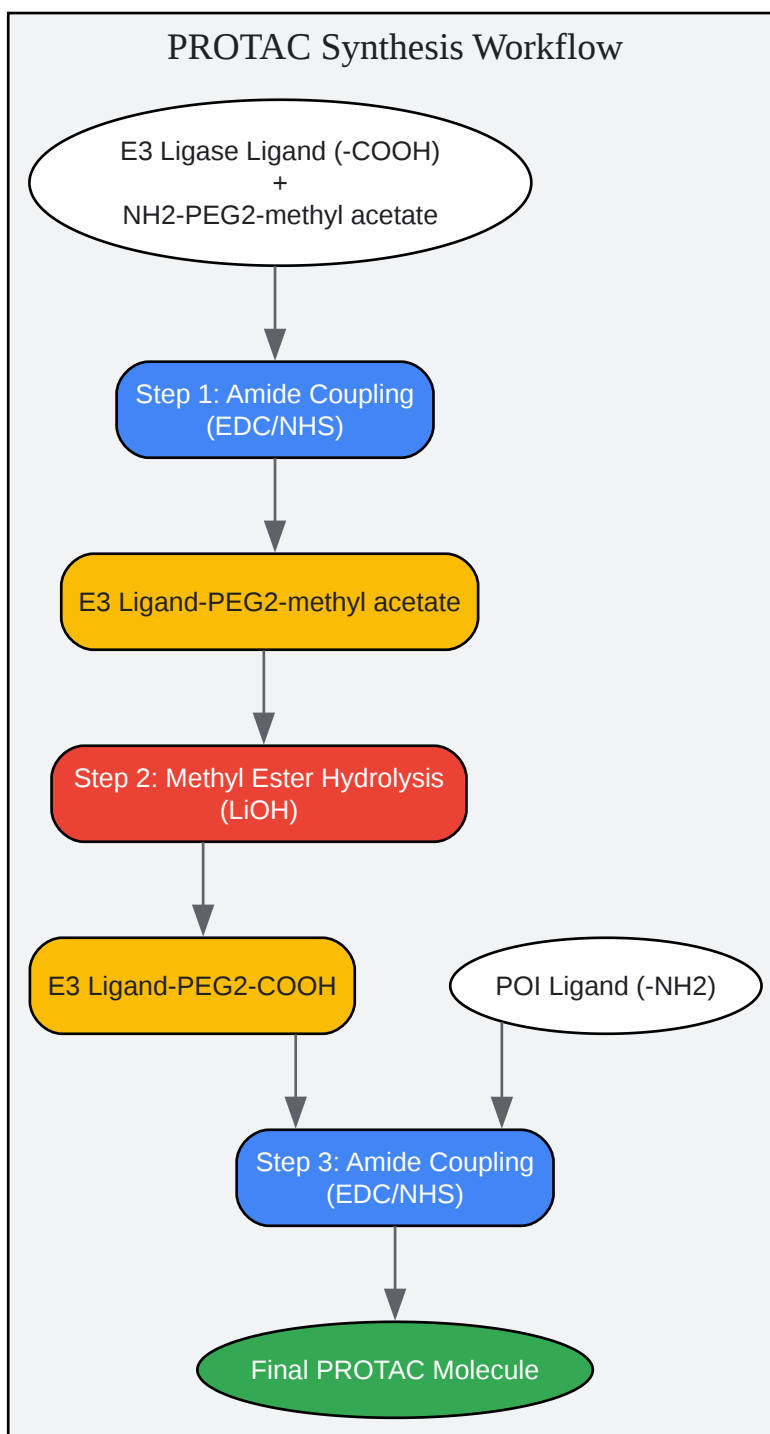 PROTAC Synthesis Workflow
E3 Ligase Ligand (-COOH)
+
NH2-PEG2-methyl acetate
Step 1: Amide Coupling
(EDC/NHS)
E3 Ligand-PEG2-methyl acetate
Step 2: Methyl Ester Hydrolysis
(LiOH)
E3 Ligand-PEG2-COOH
POI Ligand (-NH2)
Step 3: Amide Coupling
(EDC/NHS)
Final PROTAC Molecule